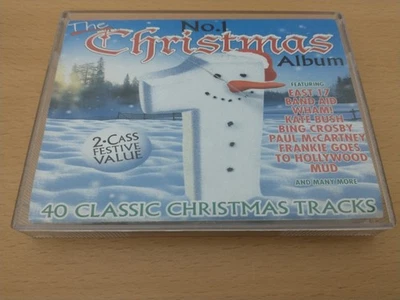 The
No.1
Christmas
Album
FEATURING:
EAST 17
BAND AID
WHAM!
KATE BUSH
BING CROSBY
PAUL McCARTNEY
FRANKIE GOES
TO HOLLYWOOD
MUD
AND MANY MORE
2·CASS
FESTIVE
VALUE
40 CLASSIC CHRISTMAS TRACKS